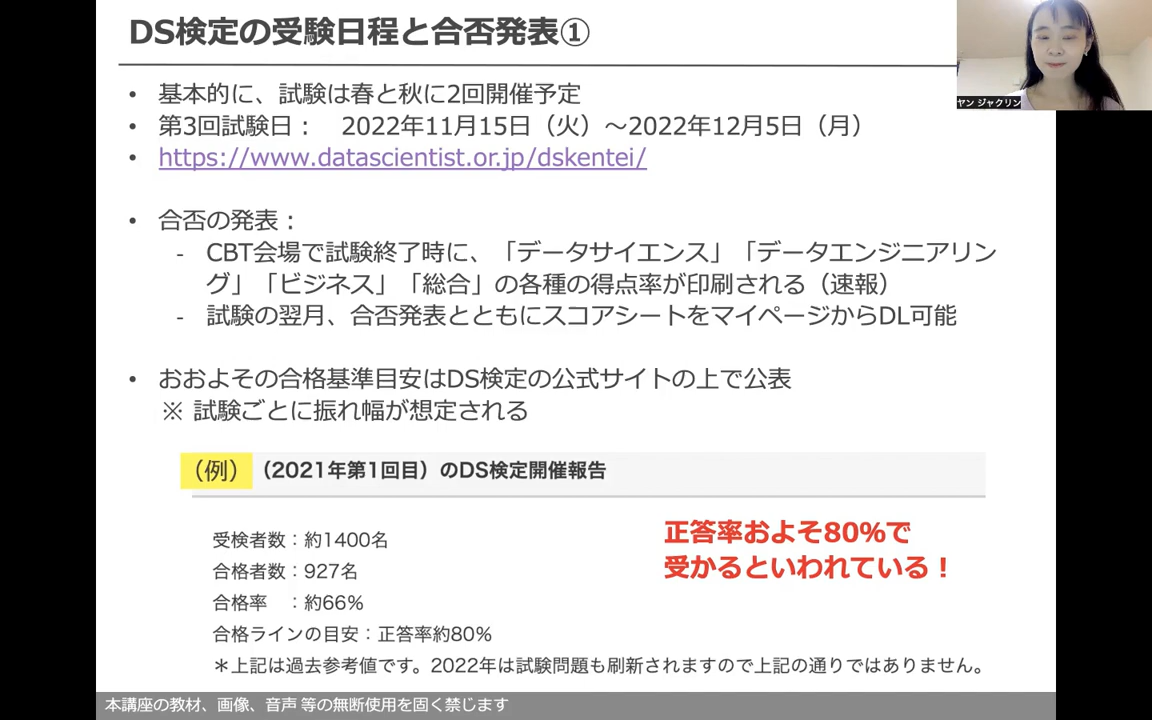 DS検定の受験日程と合否発表①
ヤン ジャクリン
• 基本的に、試験は春と秋に2回開催予定
• 第3回試験日： 2022年11月15日（火）～2022年12月5日（月）
• https://www.datascientist.or.jp/dskentei/
• 合否の発表：
- CBT会場で試験終了時に、「データサイエンス」「データエンジニアリン
グ」「ビジネス」「総合」の各種の得点率が印刷される（速報）
- 試験の翌月、合否発表とともにスコアシートをマイページからDL可能
• おおよその合格基準目安はDS検定の公式サイトの上で公表
※ 試験ごとに振れ幅が想定される
（例）（2021年第1回目）のDS検定開催報告
受検者数：約1400名
合格者数：927名
合格率　：約66%
合格ラインの目安：正答率約80%
＊上記は過去参考値です。2022年は試験問題も刷新されますので上記の通りではありません。
正答率およそ80%で
受かるといわれている！
本講座の教材、画像、音声 等の無断使用を固く禁じます